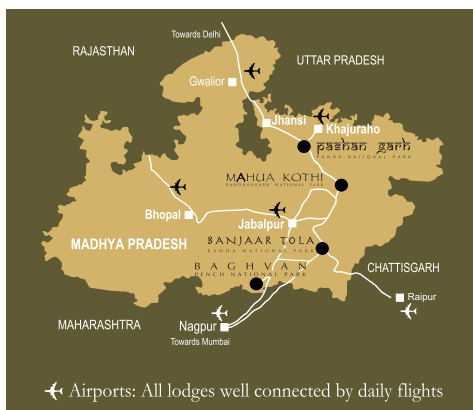 Towards Delhi
RAJASTHAN
UTTAR PRADESH
Gwalior
Jhansi
Khajuraho
pashan garh
PANNA NATIONAL PARK
MAHUA KOTHI
BANDHAVGARH NATIONAL PARK
Bhopal
Jabalpur
MADHYA PRADESH
BANJAAR TOLA
KANHA NATIONAL PARK
BAGHVAN
PENCH NATIONAL PARK
CHATTISGARH
Raipur
MAHARASHTRA
Nagpur
Towards Mumbai
Airports: All lodges well connected by daily flights